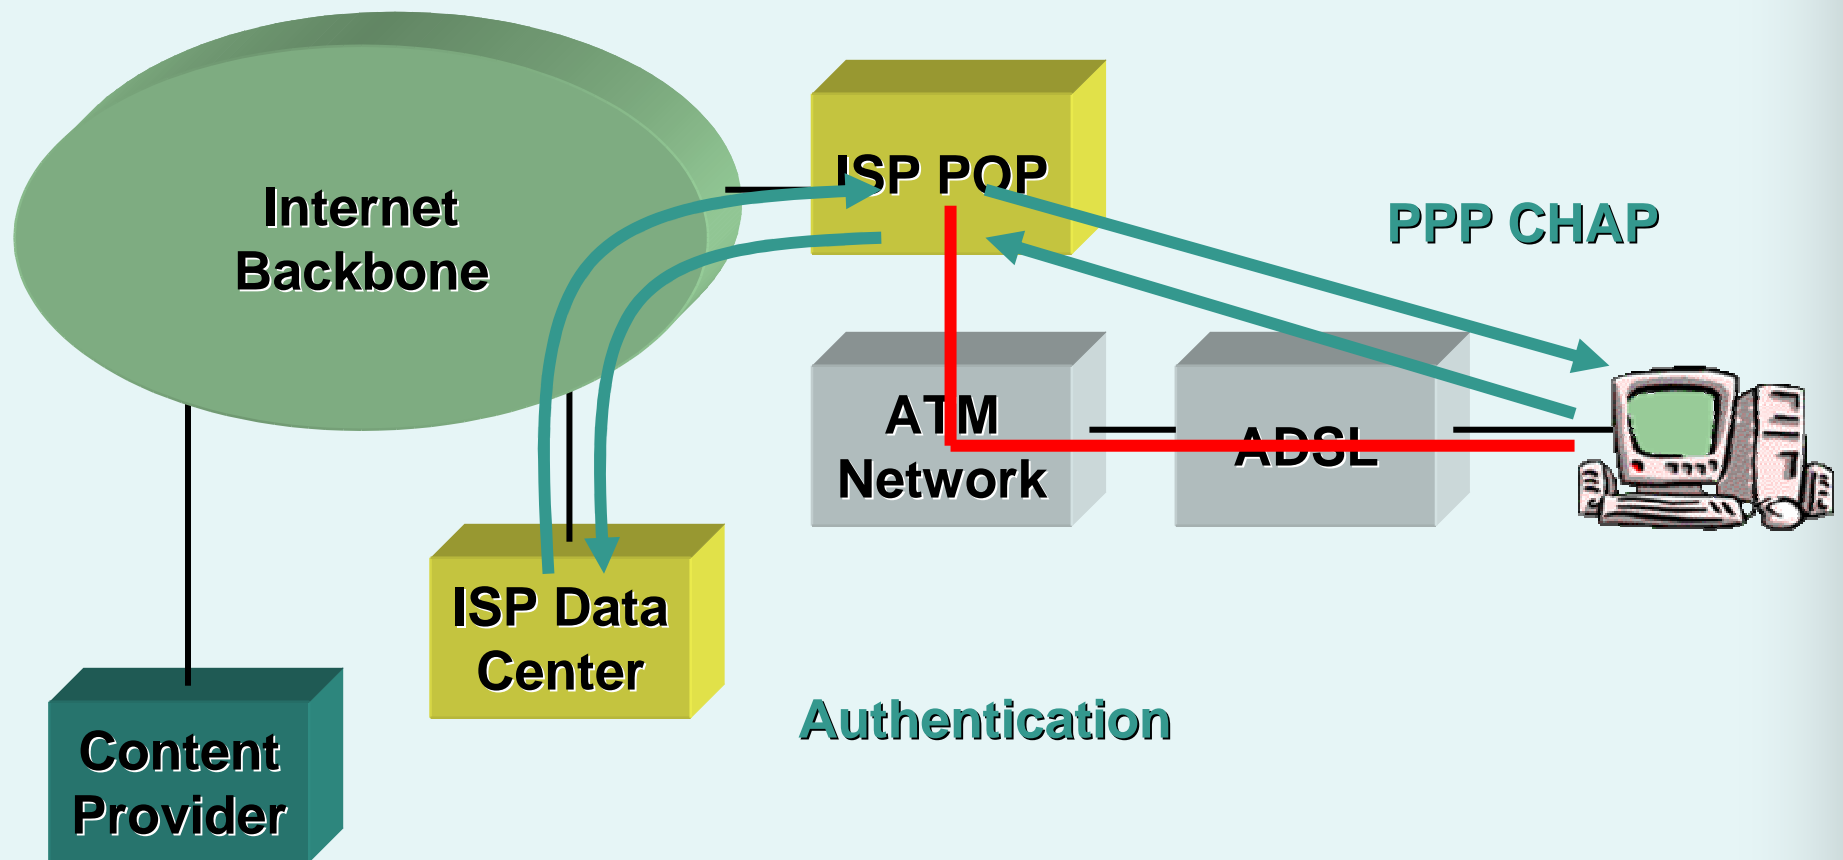 Internet
Backbone
ISP POP
PPP CHAP
ATM
Network
ADSL
ISP Data
Center
Authentication
Content
Provider